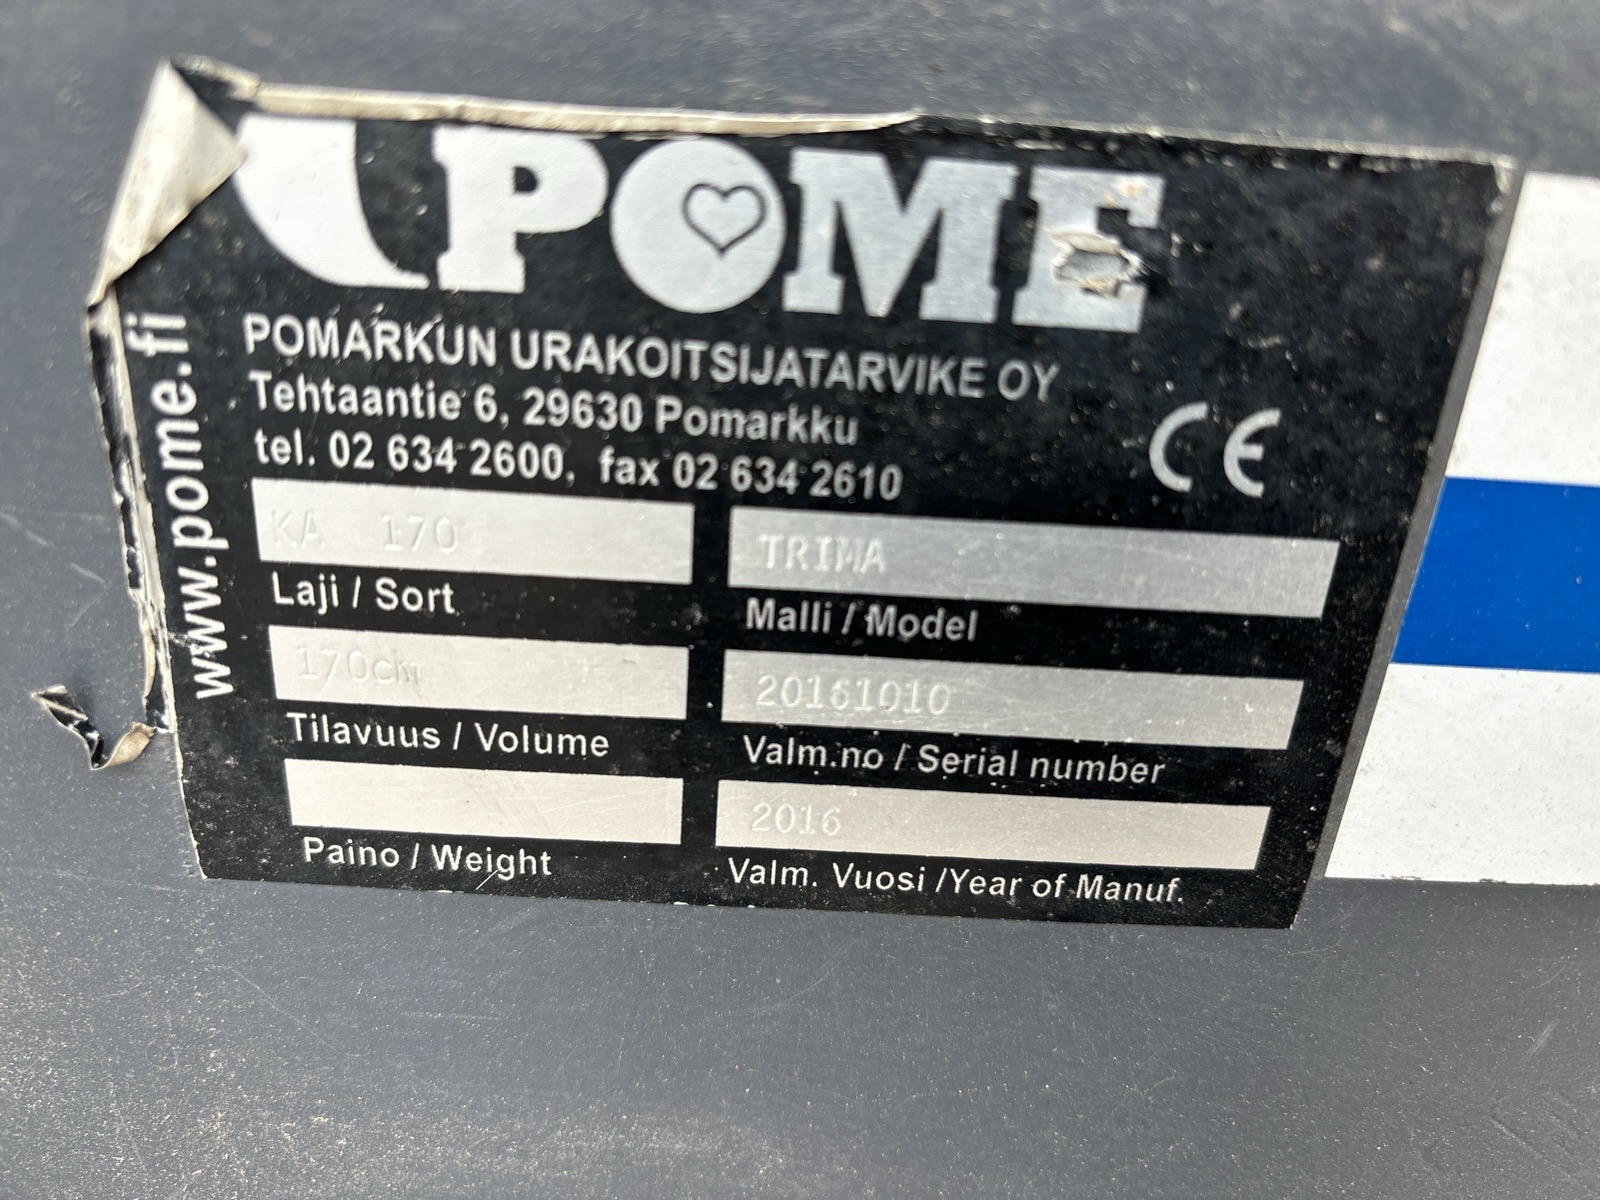 POME
POMARKUN URAKOITSIJATARVIKE OY
Tehtaantie 6, 29630 Pomarkku
tel. 02 634 2600, fax 02 634 2610
CE
www.pome.fi
KA 170
Laji / Sort
TRIMA
Malli / Model
170cm
Tilavuus / Volume
20161010
Valm.no / Serial number
Paino / Weight
2016
Valm. Vuosi /Year of Manuf.